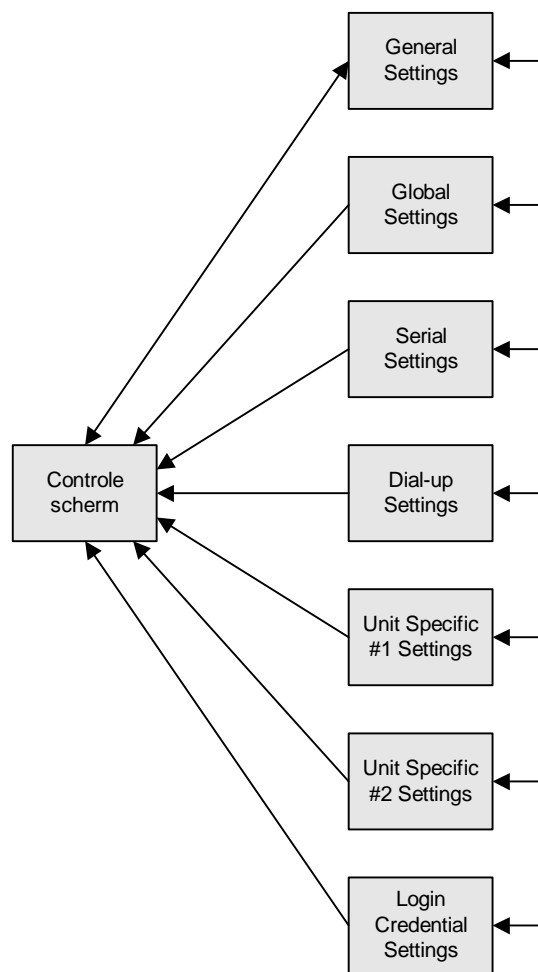 General
Settings
Global
Settings
Serial
Settings
Controle
scherm
Dial-up
Settings
Unit Specific
#1 Settings
Unit Specific
#2 Settings
Login
Credential
Settings